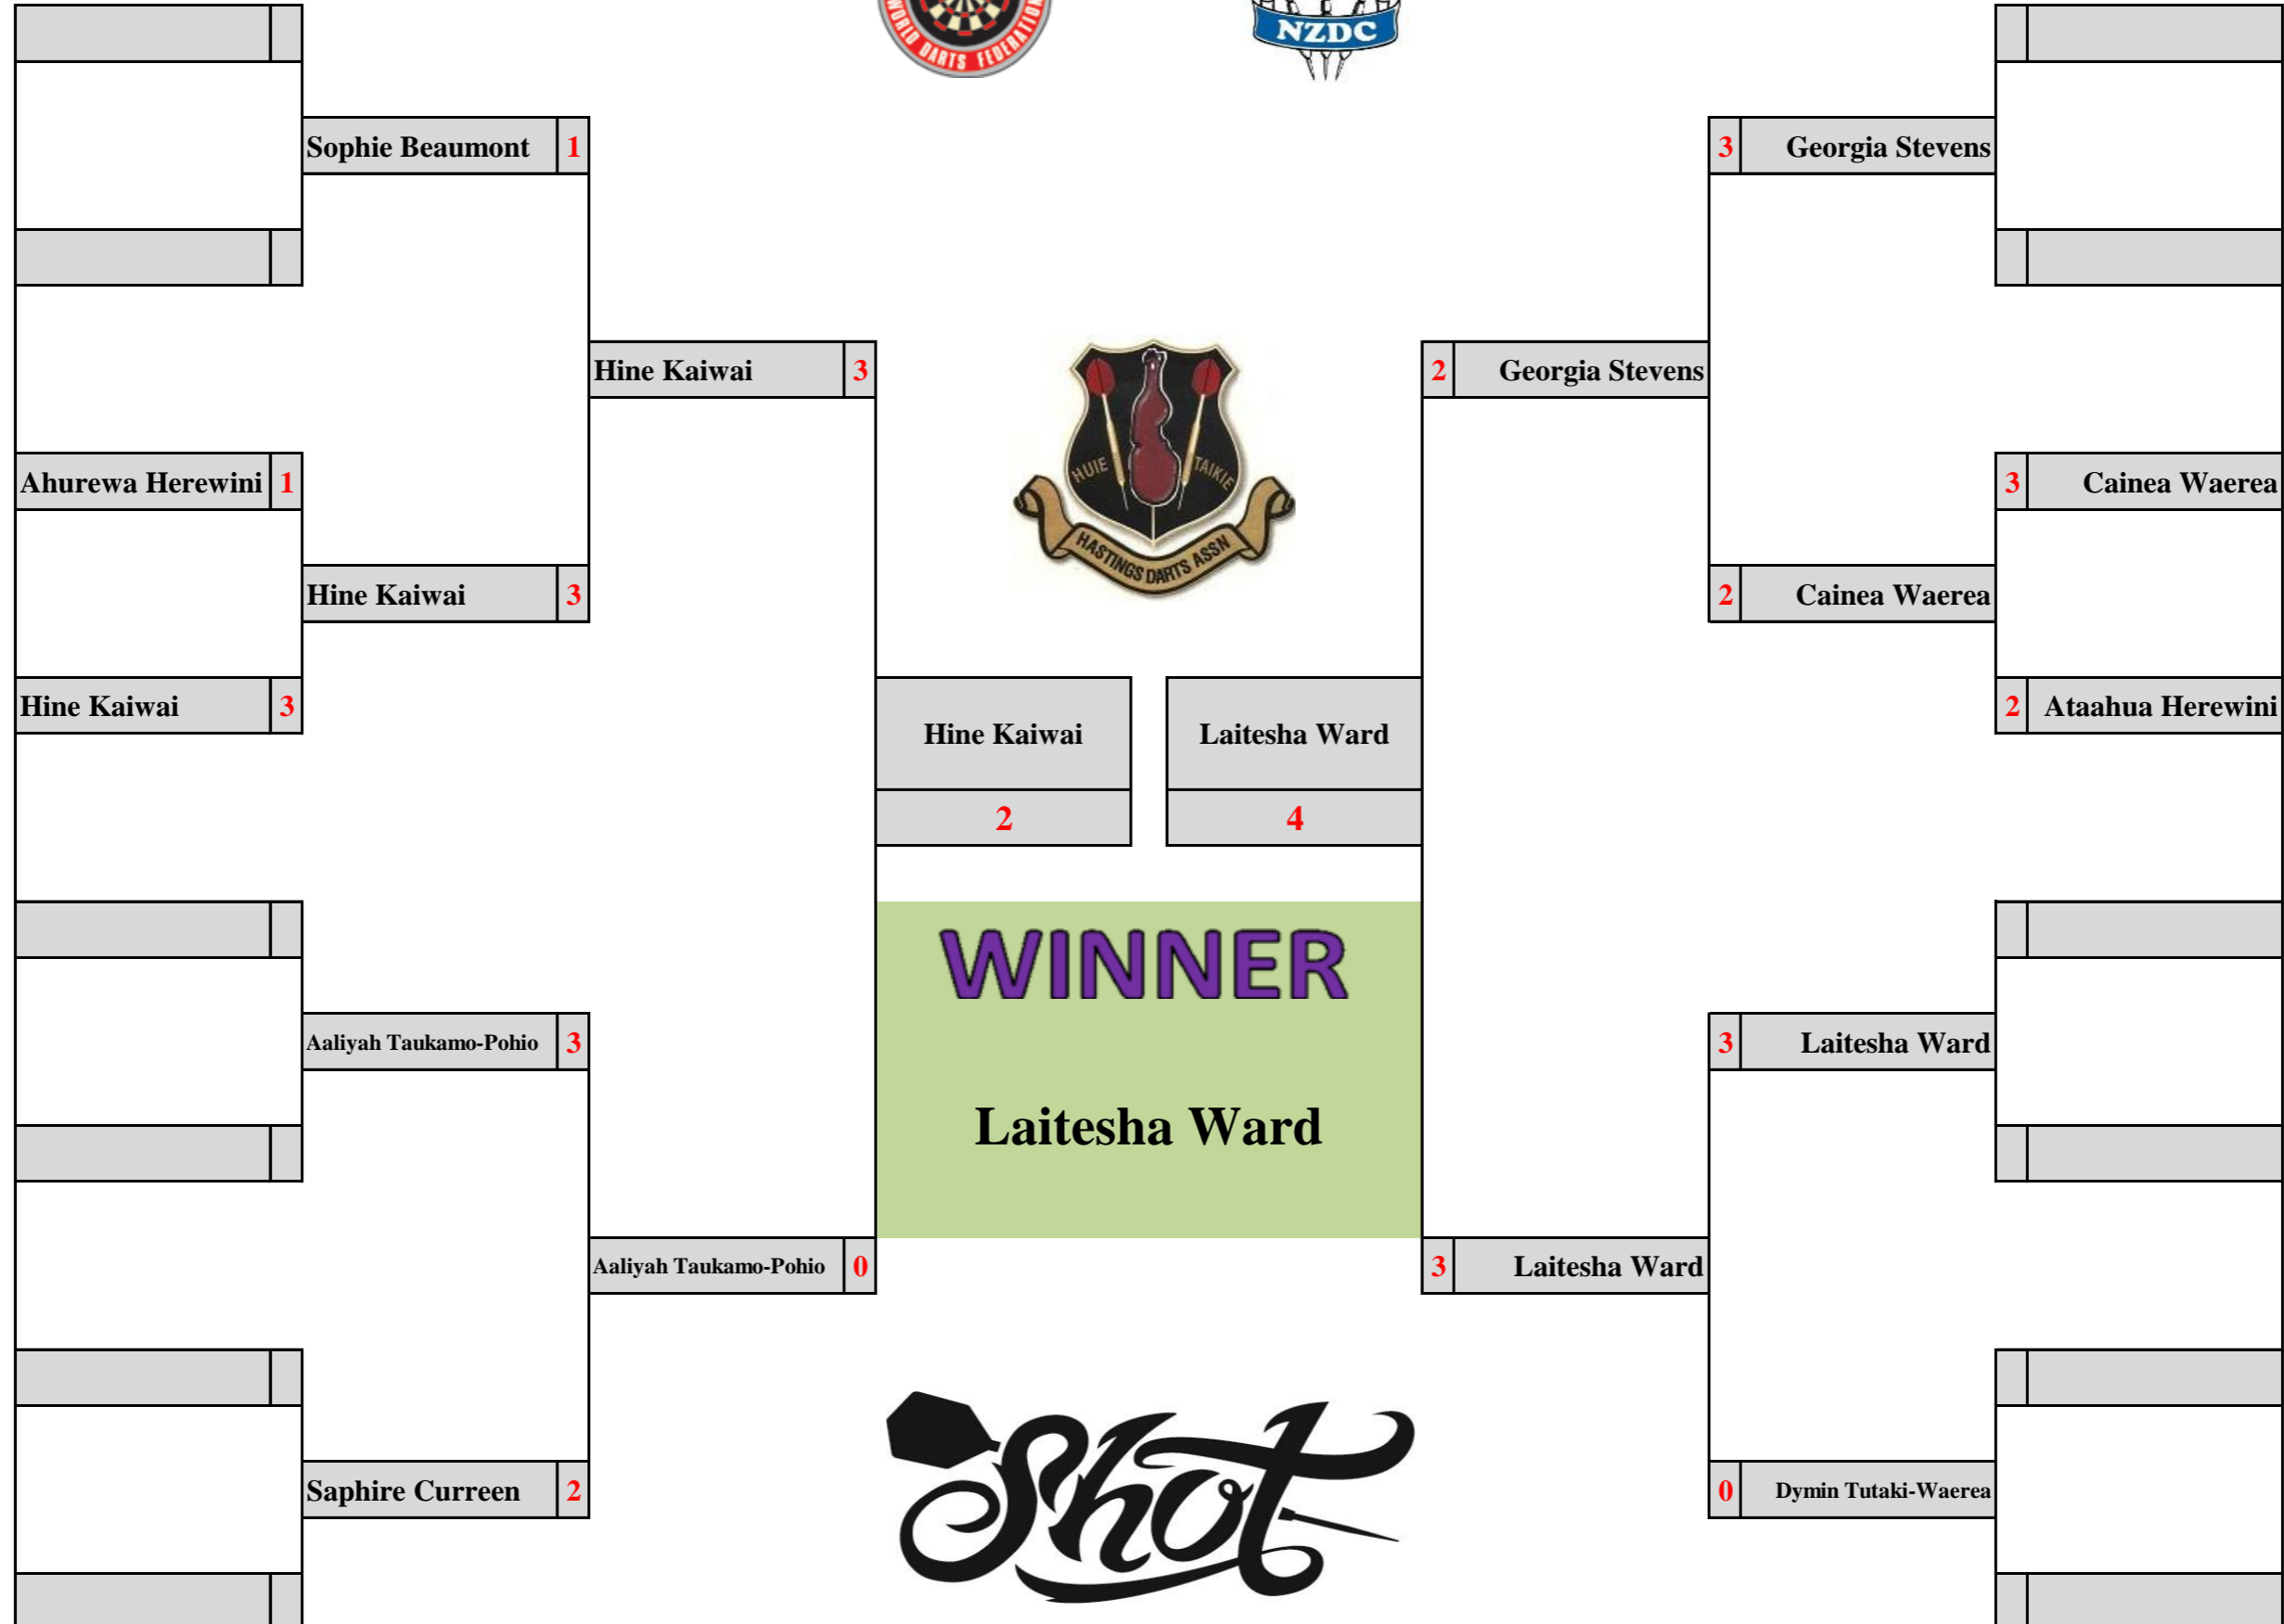 WORLD DARTS FEDERATION
NZDC
Sophie Beaumont 1
3 Georgia Stevens
Hine Kaiwai 3
2 Georgia Stevens
HUIE TAIKIE
HASTINGS DARTS ASSN
Ahurewa Herewini 1
3 Cainea Waerea
Hine Kaiwai 3
2 Cainea Waerea
Hine Kaiwai 3
2 Ataahua Herewini
Hine Kaiwai
Laitesha Ward
2
4
WINNER
Laitesha Ward
Aaliyah Taukamo-Pohio 3
3 Laitesha Ward
Aaliyah Taukamo-Pohio 0
3 Laitesha Ward
Saphire Curreen 2
0 Dymin Tutaki-Waerea
Shot